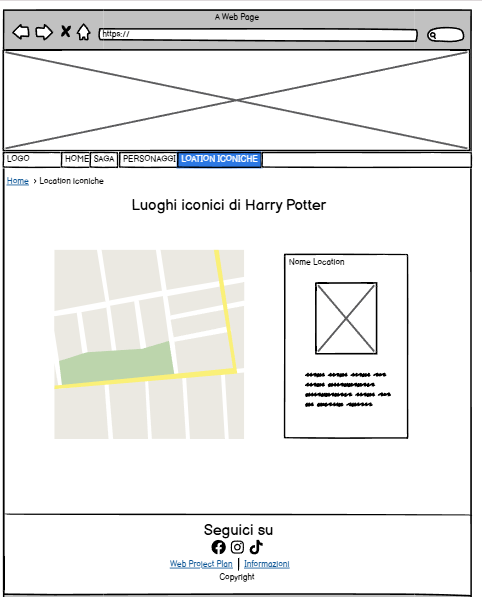 A Web Page
https://
LOGO HOME SAGA PERSONAGGI LOATION ICONICHE
Home > Location iconiche
Luoghi iconici di Harry Potter
Nome Location
Seguici su
Web Project Plan | Informazioni
Copyright